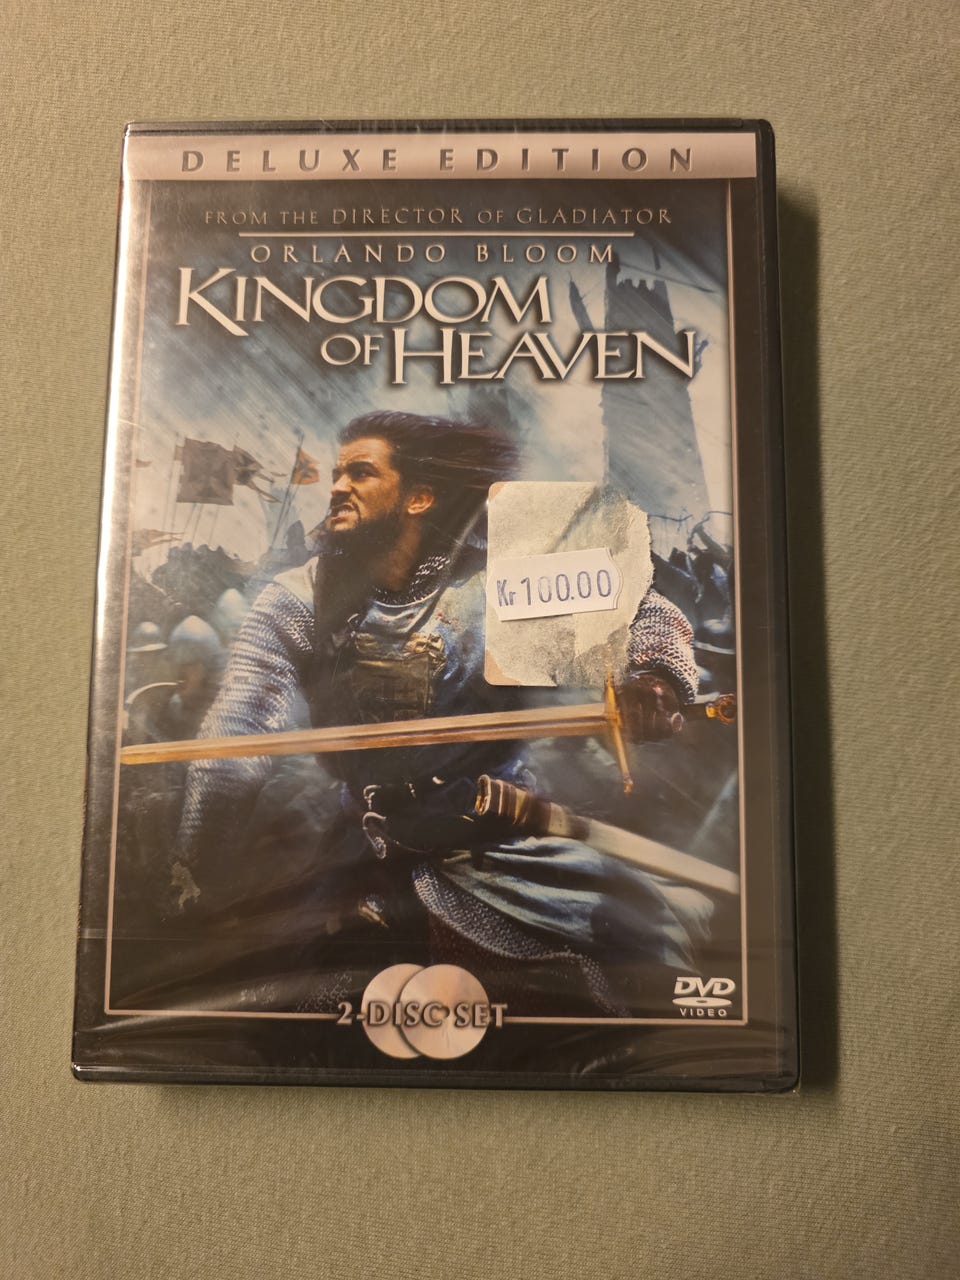 DELUXE EDITION
FROM THE DIRECTOR OF GLADIATOR
ORLANDO BLOOM
KINGDOM
OF HEAVEN
Kr 100.00
2-DISC SET
DVD
VIDEO